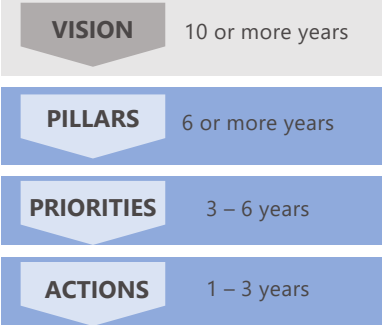 VISION 10 or more years
PILLARS 6 or more years
PRIORITIES 3 – 6 years
ACTIONS 1 – 3 years